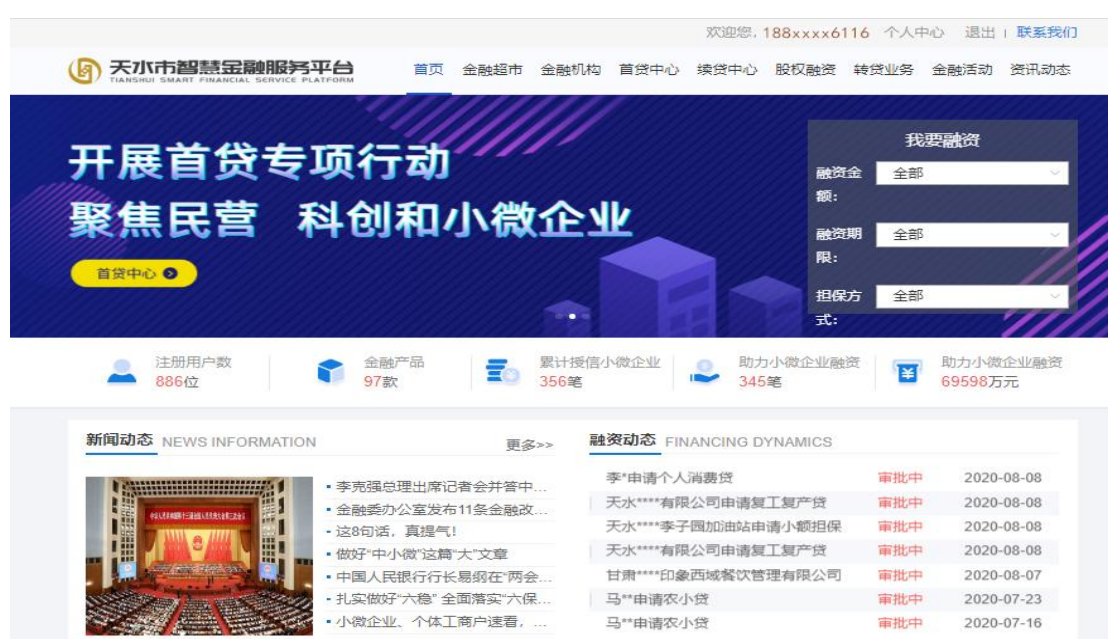 欢迎您, 188xxxx6116 个人中心 退出 | 联系我们
天水市智慧金融服务平台
TIANSHUI SMART FINANCIAL SERVICE PLATFORM
首页 金融超市 金融机构 首贷中心 续贷中心 股权融资 转贷业务 金融活动 资讯动态
开展首贷专项行动
聚焦民营 科创和小微企业
首贷中心
我要融资
融资金额: 全部
融资期限: 全部
担保方式: 全部
注册用户数
886位
金融产品
97款
累计授信小微企业
356笔
助力小微企业融资
345笔
助力小微企业融资
69598万元
新闻动态 NEWS INFORMATION 更多>>
李克强总理出席记者会并答中...
金融委办公室发布11条金融改...
这8句话，真提气！
做好“中小微”这篇“大”文章
中国人民银行行长易纲在“两会...
扎实做好“六稳” 全面落实“六保...
小微企业、个体工商户速看，...
融资动态 FINANCING DYNAMICS
李*申请个人消费贷 审批中 2020-08-08
天水****有限公司申请复工复产贷 审批中 2020-08-08
天水****李子园加油站申请小额担保 审批中 2020-08-08
天水****有限公司申请复工复产贷 审批中 2020-08-08
甘肃****印象西域餐饮管理有限公司 审批中 2020-08-07
马**申请农小贷 审批中 2020-07-23
马**申请农小贷 审批中 2020-07-16